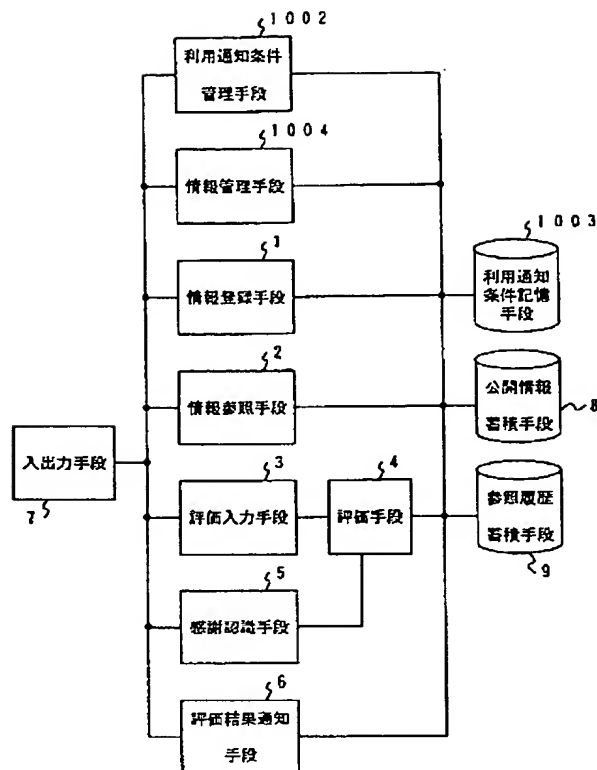 1002
利用通知条件
管理手段
1004
情報管理手段
1
情報登録手段
1003
利用通知
条件記憶
手段
2
情報参照手段
公開情報
蓄積手段
8
入出力手段
7
3
評価入力手段
4
評価手段
参照履歴
蓄積手段
9
5
感謝認識手段
6
評価結果通知
手段